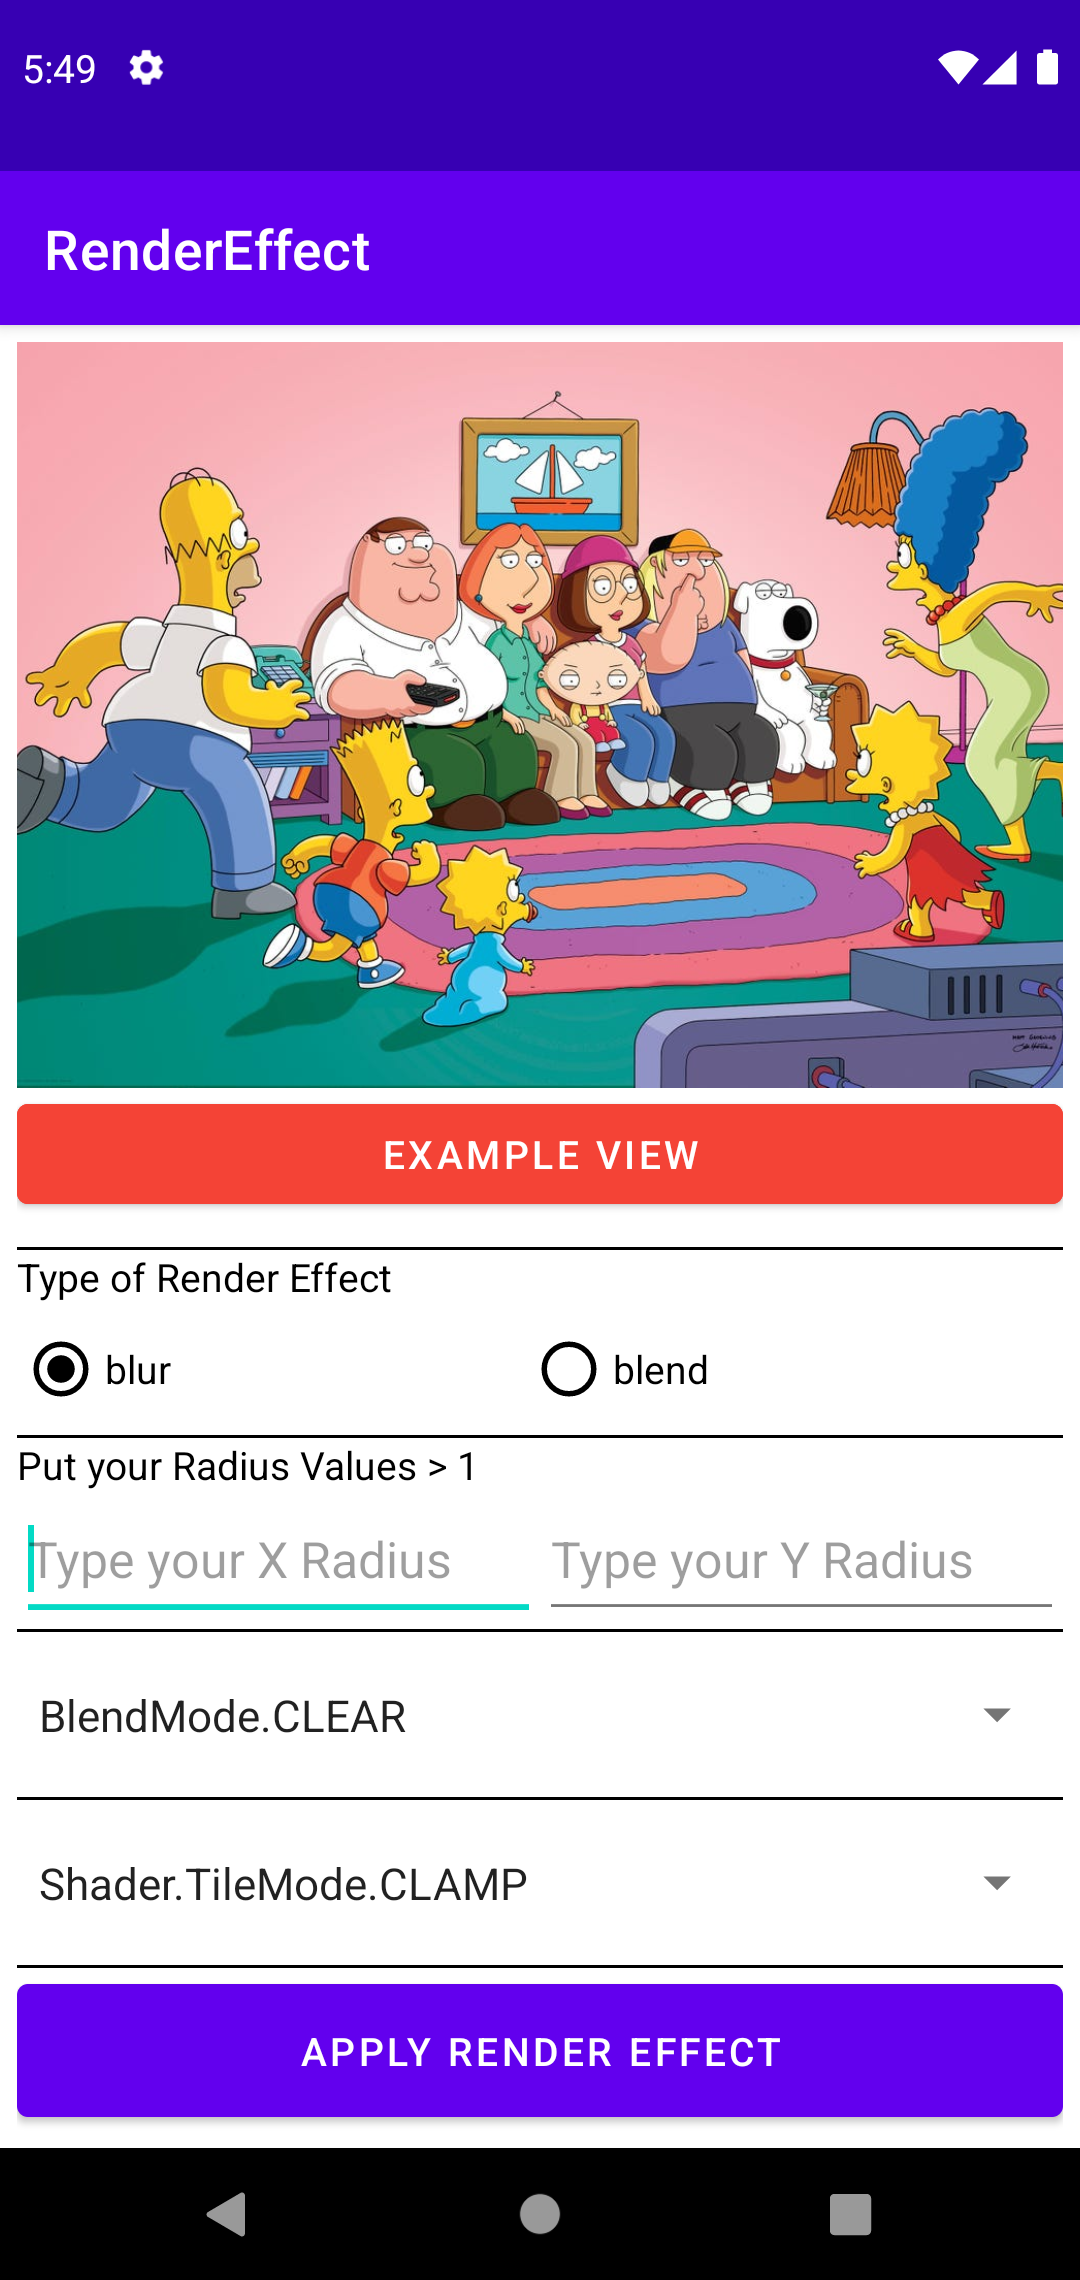 5:49
RenderEffect
EXAMPLE VIEW
Type of Render Effect
blur blend
Put your Radius Values > 1
Type your X Radius Type your Y Radius
BlendMode.CLEAR
Shader.TileMode.CLAMP
APPLY RENDER EFFECT